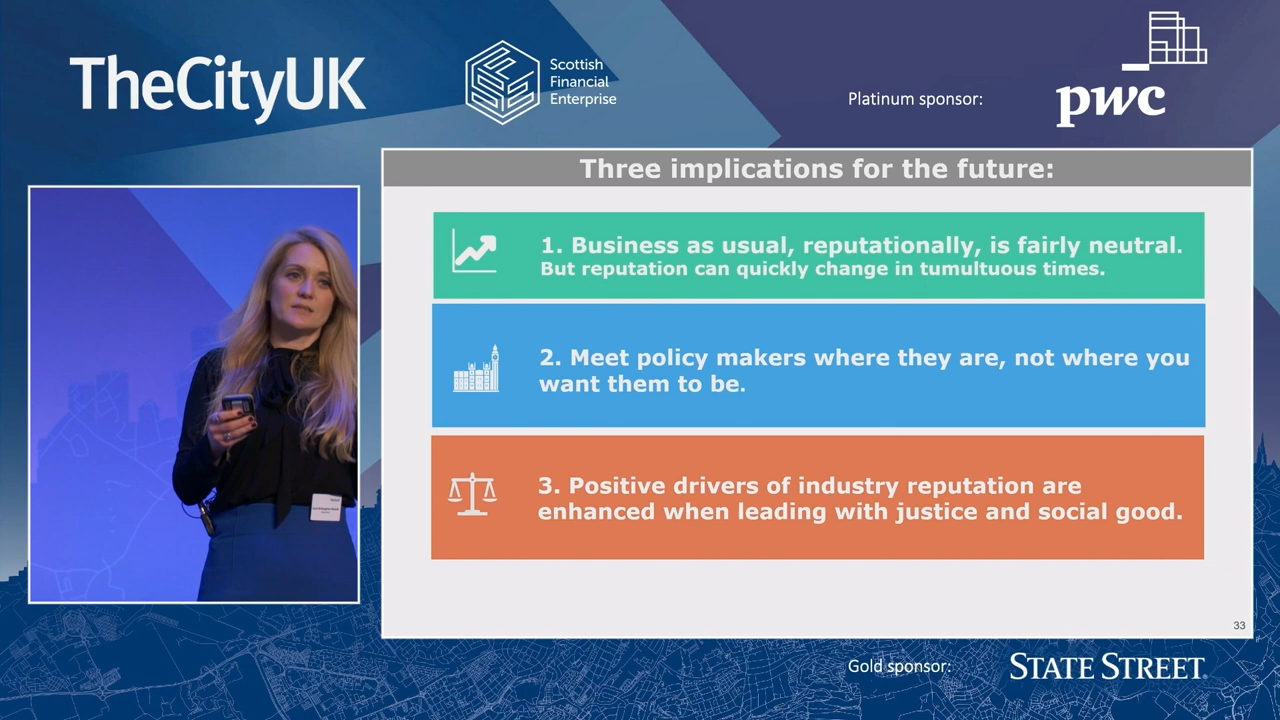 TheCityUK
Scottish
Financial
Enterprise
Platinum sponsor:
pwc
Three implications for the future:
1. Business as usual, reputationally, is fairly neutral.
But reputation can quickly change in tumultuous times.
2. Meet policy makers where they are, not where you
want them to be.
3. Positive drivers of industry reputation are
enhanced when leading with justice and social good.
33
Gold sponsor:
STATE STREET